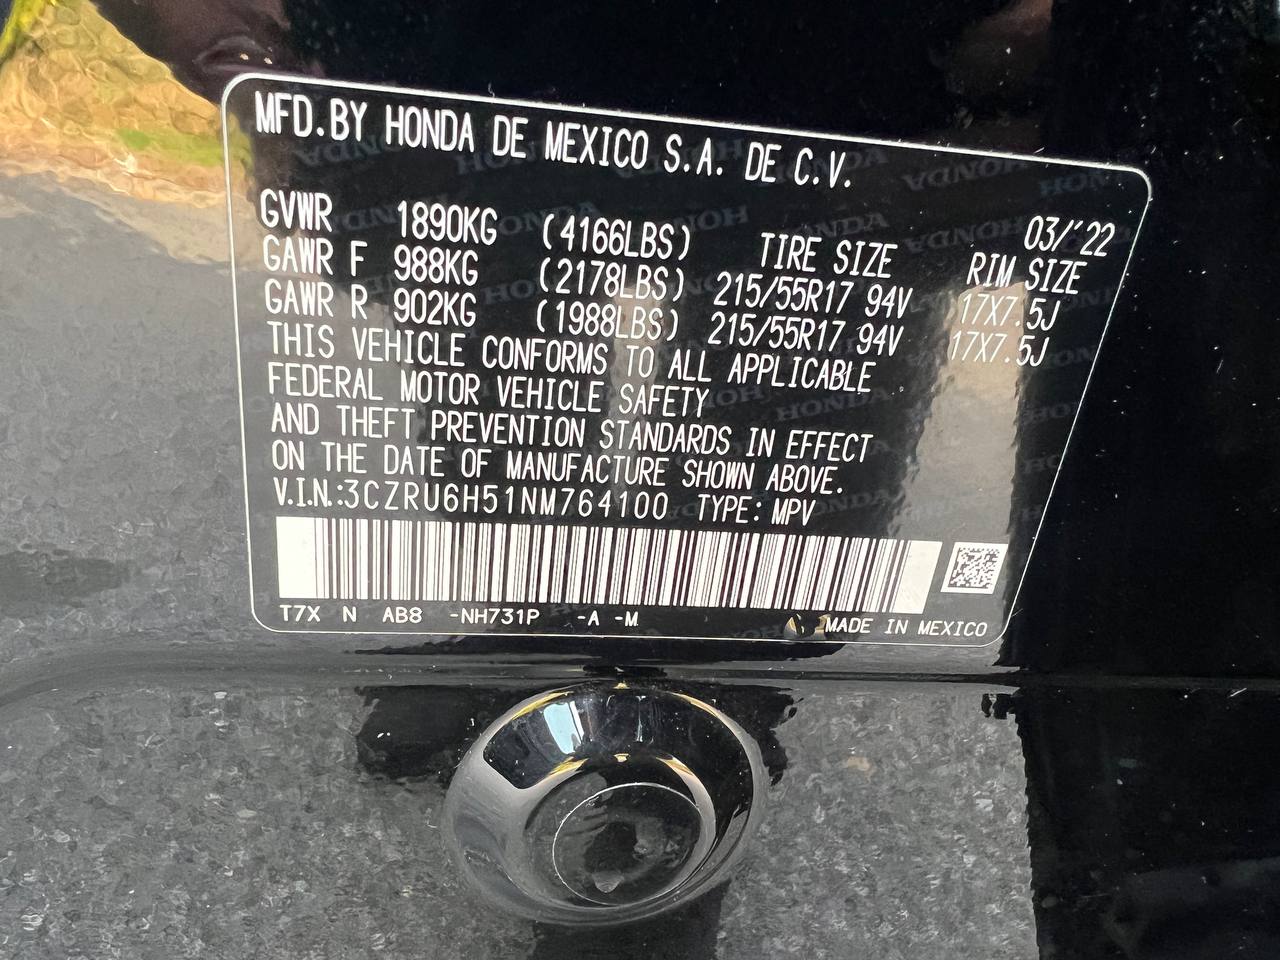 MFD.BY HONDA DE MEXICO S.A. DE C.V.
03/'22
GVWR 1890KG (4166LBS) TIRE SIZE RIM SIZE
GAWR F 988KG (2178LBS) 215/55R17 94V 17X7.5J
GAWR R 902KG (1988LBS) 215/55R17 94V 17X7.5J
THIS VEHICLE CONFORMS TO ALL APPLICABLE
FEDERAL MOTOR VEHICLE SAFETY
AND THEFT PREVENTION STANDARDS IN EFFECT
ON THE DATE OF MANUFACTURE SHOWN ABOVE.
V.I.N.:3CZRU6H51NM764100 TYPE: MPV
T7X N AB8 -NH731P -A -M
MADE IN MEXICO